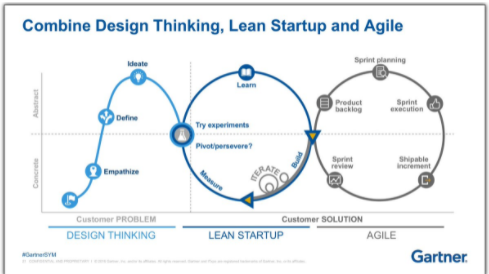 Combine Design Thinking, Lean Startup and Agile
Ideate
Sprint planning
Abstract
Learn
Product
backlog
Sprint
execution
Define
Try experiments
Pivot/persevere?
Concrete
Empathize
Measure
ITERATE
Build
Sprint
review
Shipable
increment
Customer PROBLEM
Customer SOLUTION
DESIGN THINKING
LEAN STARTUP
AGILE
#GartnerSYM
Gartner